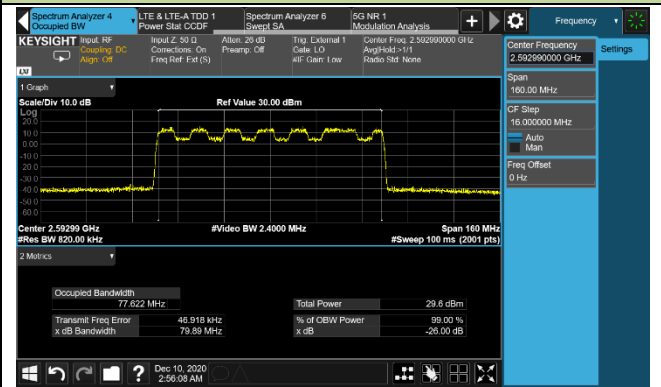 Spectrum Analyzer 4
Occupied BW
LTE & LTE-A TDD 1
Power Stat CCDF
Spectrum Analyzer 6
Swept SA
5G NR 1
Modulation Analysis
+
Frequency
KEYSIGHT
Input: RF
Coupling: DC
Align: Off
Input Z: 50 Ω
Corrections: On
Freq Ref: Ext (S)
Atten: 26 dB
Preamp: Off
Trig: External 1
Gate: LO
#IF Gain: Low
Center Freq: 2.592990000 GHz
Avg|Hold:>1/1
Radio Std: None
LXI
Center Frequency
2.592990000 GHz
Settings
Span
160.00 MHz
CF Step
16.000000 MHz
Auto
Man
Freq Offset
0 Hz
1 Graph
Scale/Div 10.0 dB
Ref Value 30.00 dBm
Log
20.0
10.0
0.00
-10.0
-20.0
-30.0
-40.0
-50.0
-60.0
Center 2.59299 GHz
#Video BW 2.4000 MHz
Span 160 MHz
#Res BW 820.00 kHz
#Sweep 100 ms (2001 pts)
2 Metrics
Occupied Bandwidth
77.622 MHz
Total Power
29.6 dBm
Transmit Freq Error
46.918 kHz
% of OBW Power
99.00 %
x dB Bandwidth
79.89 MHz
x dB
-26.00 dB
?
Dec 10, 2020
2:56:08 AM